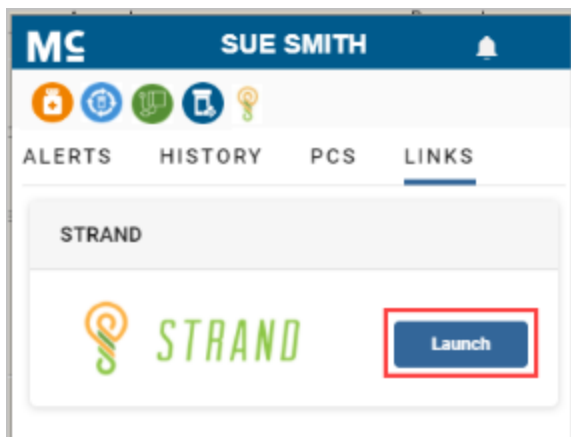 Mc SUE SMITH
ALERTS HISTORY PCS LINKS
STRAND
STRAND Launch